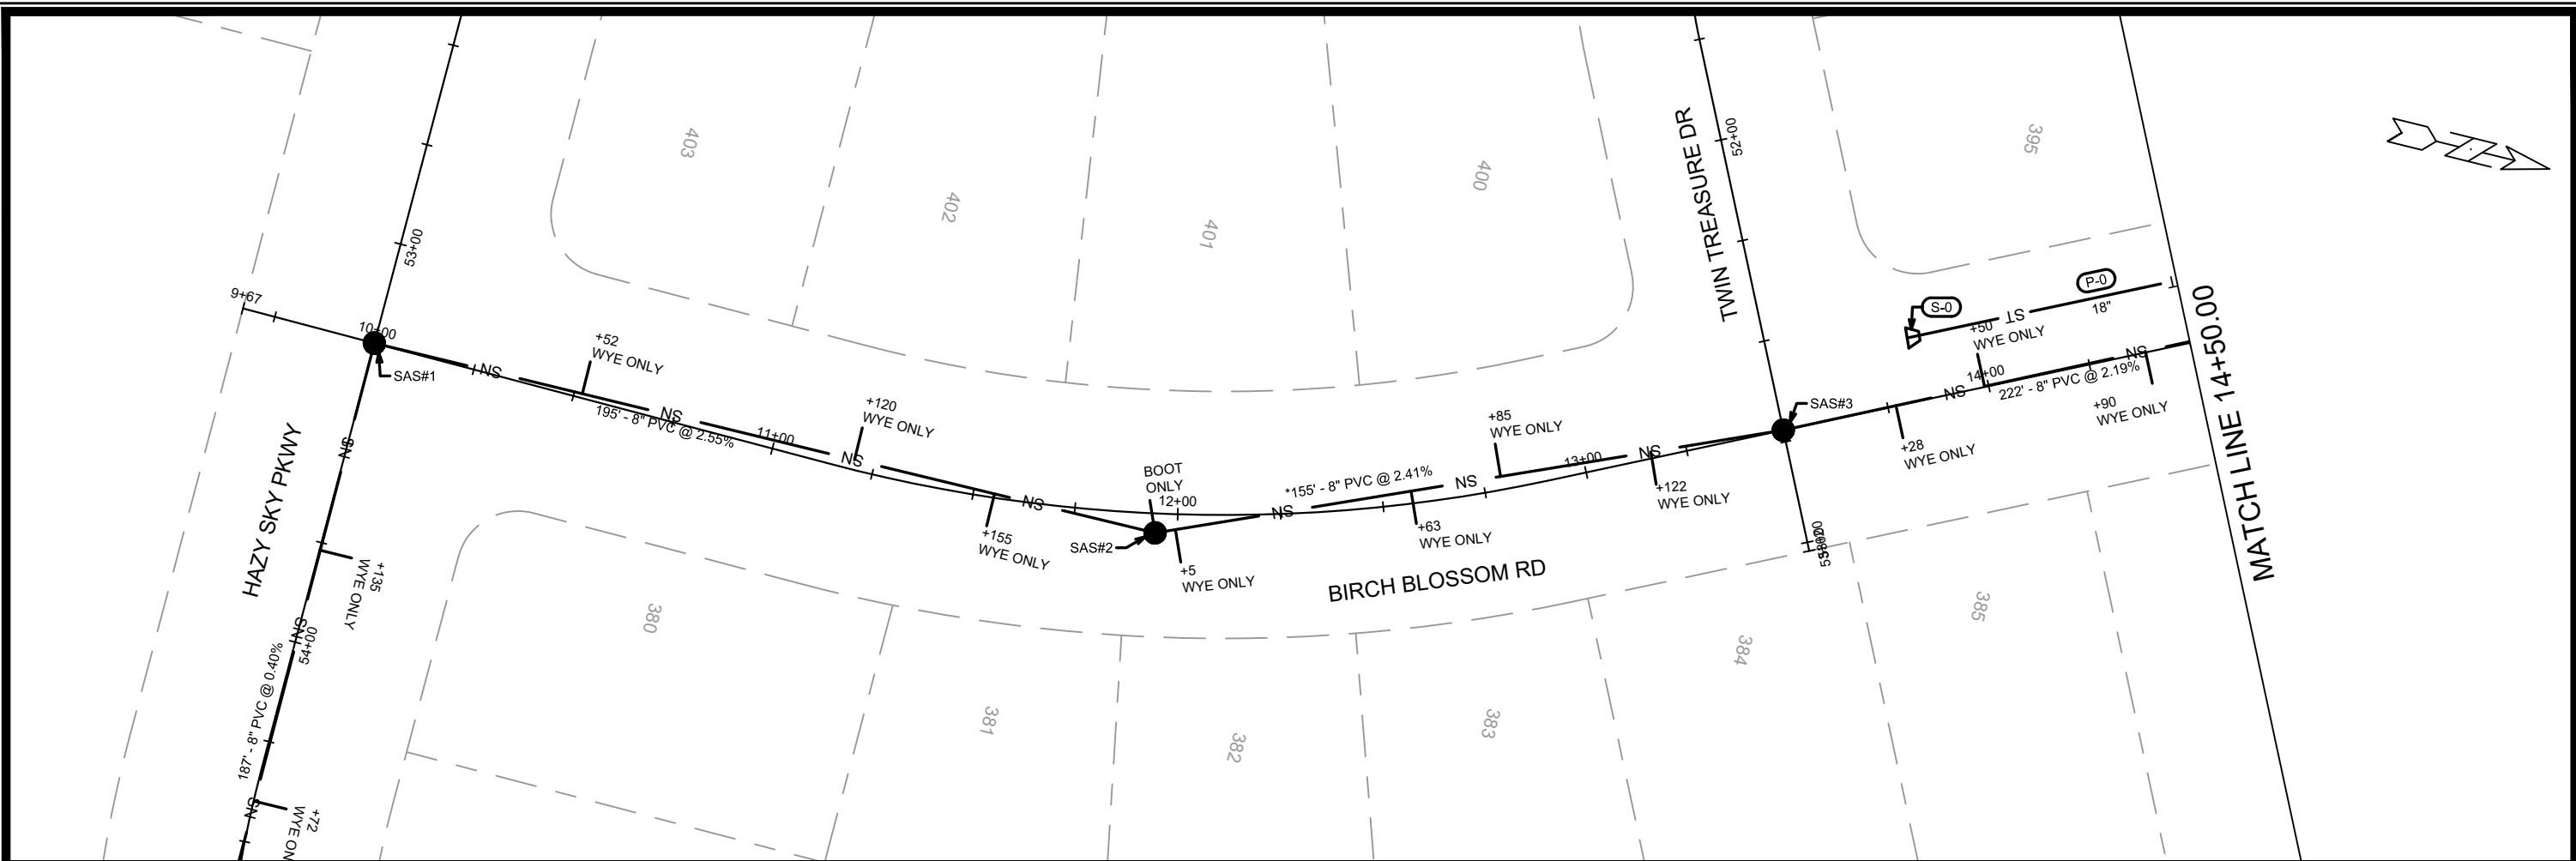 403
402
401
400
395
53+00
9+67
10+00
SAS#1
HAZY SKY PKWY
NS
+52
WYE ONLY
NS
195' - 8" PVC @ 2.55%
11+00
+120
WYE ONLY
NS
+155
WYE ONLY
NS
BOOT
ONLY
12+00
SAS#2
+5
WYE ONLY
NS
*155' - 8" PVC @ 2.41%
+63
WYE ONLY
NS
+85
WYE ONLY
13+00
NS
+122
WYE ONLY
BIRCH BLOSSOM RD
TWIN TREASURE DR
52+00
SAS#3
S-0
ST
P-0
18"
+50
WYE ONLY
14+00
NS
222' - 8" PVC @ 2.19%
NS
+28
WYE ONLY
+90
WYE ONLY
MATCH LINE 14+50.00
NS
+135
WYE ONLY
NS
54+00
187' - 8" PVC @ 0.40%
NS
+72
WYE ON
380
381
382
383
384
385